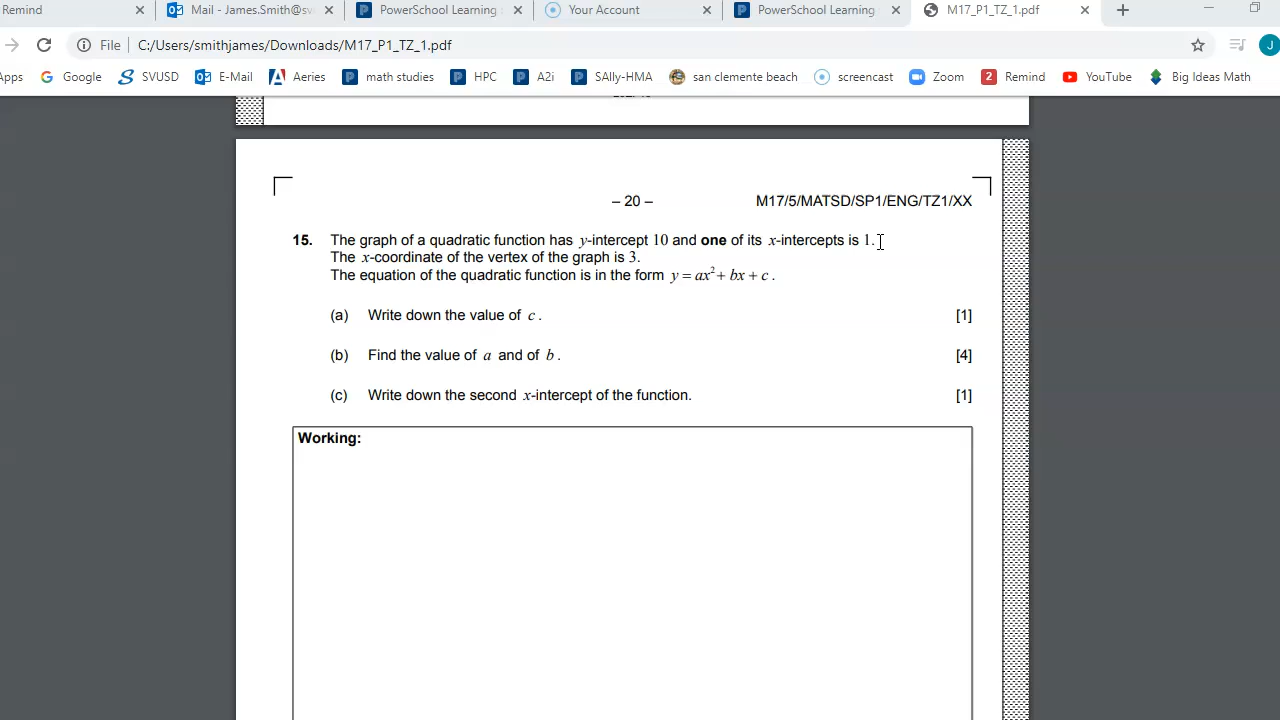 Remind
Mail - James.Smith@sv
PowerSchool Learning
Your Account
PowerSchool Learning
M17_P1_TZ_1.pdf
File C:/Users/smithjames/Downloads/M17_P1_TZ_1.pdf
J
Apps Google SVUSD E-Mail Aeries math studies HPC A2i SAlly-HMA san clemente beach screencast Zoom 2 Remind YouTube Big Ideas Math
– 20 – M17/5/MATSD/SP1/ENG/TZ1/XX
15. The graph of a quadratic function has y-intercept 10 and one of its x-intercepts is 1.
The x-coordinate of the vertex of the graph is 3.
The equation of the quadratic function is in the form y = ax² + bx + c .
(a) Write down the value of c . [1]
(b) Find the value of a and of b . [4]
(c) Write down the second x-intercept of the function. [1]
Working: